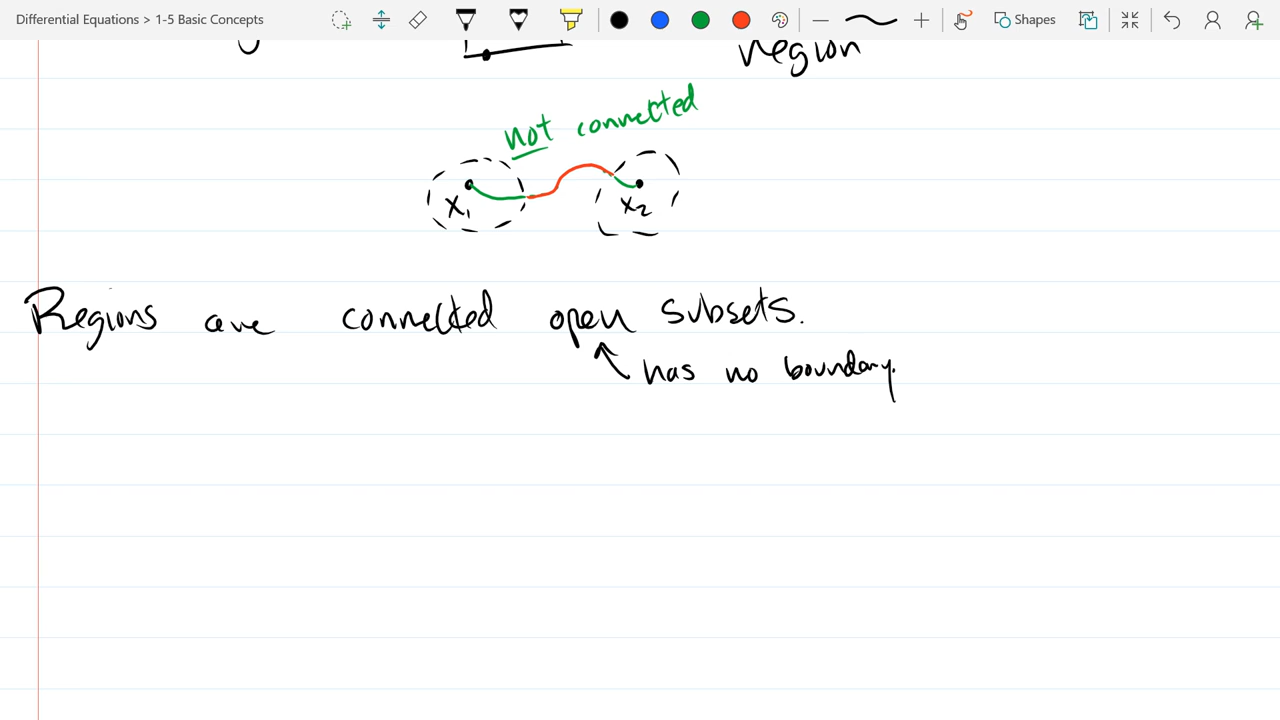 Differential Equations > 1-5 Basic Concepts
Shapes
region
not connected
x₁
x₂
Regions are connected open subsets.
has no boundary.